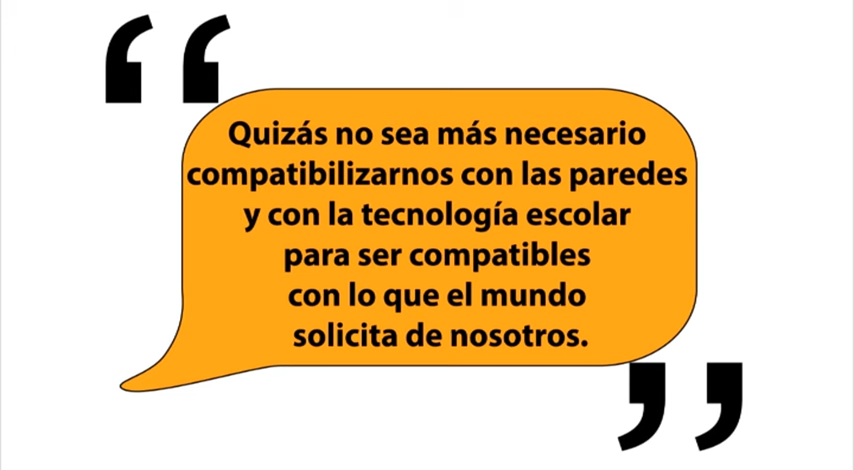 Quizás no sea más necesario
compatibilizarnos con las paredes
y con la tecnología escolar
para ser compatibles
con lo que el mundo
solicita de nosotros.